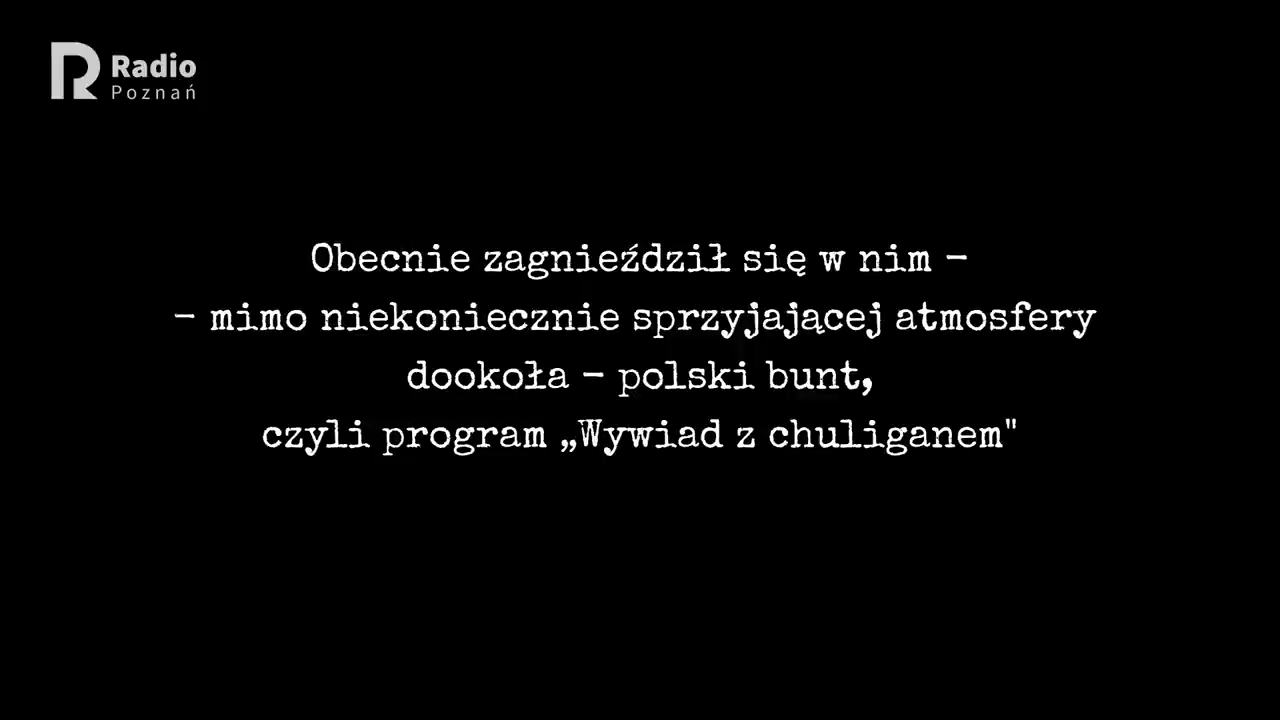 Radio
Poznań
Obecnie zagnieździł się w nim -
- mimo niekoniecznie sprzyjającej atmosfery
dookoła - polski bunt,
czyli program „Wywiad z chuliganem"